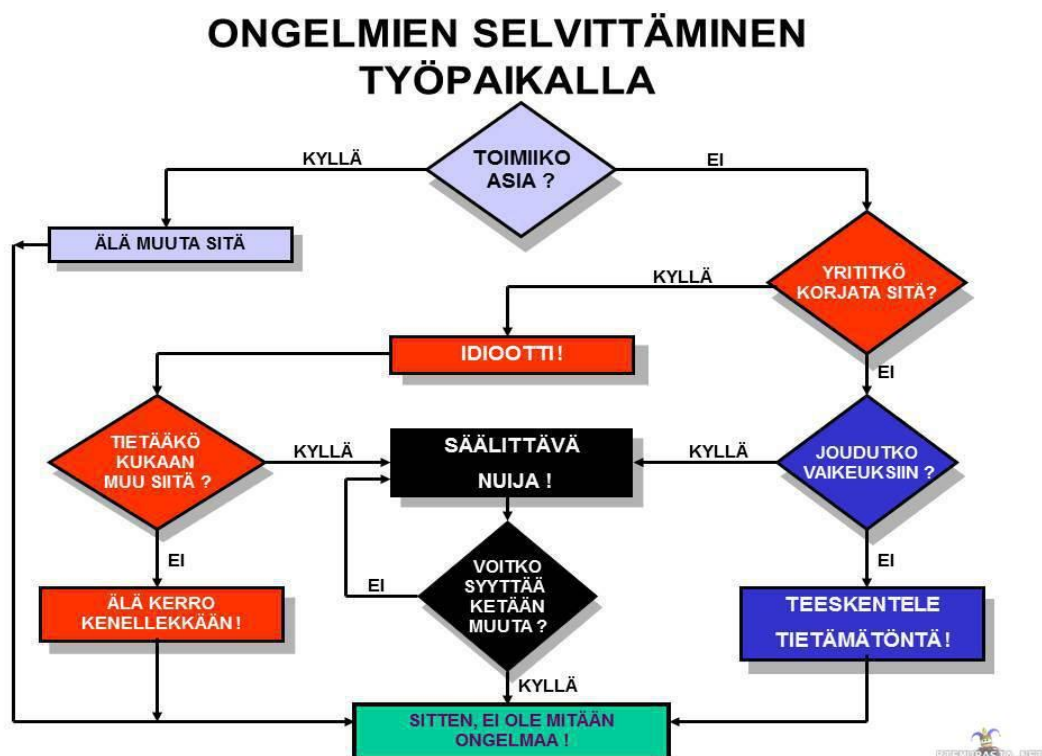 ONGELMIEN SELVITTÄMINEN
TYÖPAIKALLA
TOIMIIKO
ASIA ?
KYLLÄ
EI
ÄLÄ MUUTA SITÄ
YRITITKÖ
KORJATA SITÄ?
KYLLÄ
IDIOOTTI !
EI
TIETÄÄKÖ
KUKAAN
MUU SIITÄ ?
KYLLÄ
SÄÄLITTÄVÄ
NUIJA !
KYLLÄ
JOUDUTKO
VAIKEUKSIIN ?
EI
EI
VOITKO
SYYTTÄÄ
KETÄÄN
MUUTA ?
EI
ÄLÄ KERRO
KENELLEKKÄÄN !
TEESKENTELE
TIETÄMÄTÖNTÄ !
KYLLÄ
SITTEN, EI OLE MITÄÄN
ONGELMAA !